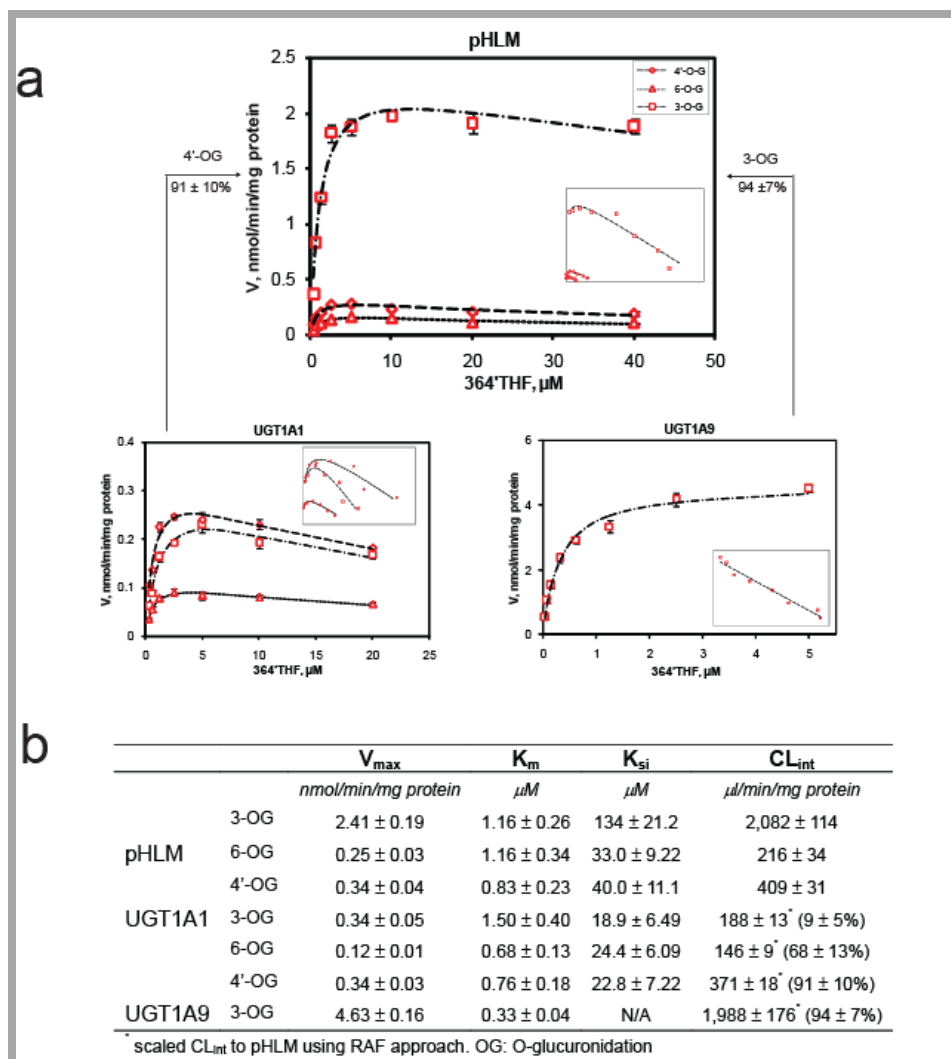 a
pHLM
2.5
2
1.5
1
0.5
0
V, nmol/min/mg protein
4'-O-G
6-O-G
3-O-G
0 10 20 30 40 50
364'THF, µM
4'-OG
91 ± 10%
3-OG
94 ±7%
UGT1A1
0.4
0.3
0.2
0.1
0
V, nmol/min/mg protein
0 5 10 15 20 25
364'THF, µM
UGT1A9
6
4
2
0
V, nmol/min/mg protein
0 1 2 3 4 5
364'THF, µM
b
Vmax Km Ksi CLint
nmol/min/mg protein µM µM µl/min/mg protein
pHLM 3-OG 2.41 ± 0.19 1.16 ± 0.26 134 ± 21.2 2,082 ± 114
6-OG 0.25 ± 0.03 1.16 ± 0.34 33.0 ± 9.22 216 ± 34
4'-OG 0.34 ± 0.04 0.83 ± 0.23 40.0 ± 11.1 409 ± 31
UGT1A1 3-OG 0.34 ± 0.05 1.50 ± 0.40 18.9 ± 6.49 188 ± 13* (9 ± 5%)
6-OG 0.12 ± 0.01 0.68 ± 0.13 24.4 ± 6.09 146 ± 9* (68 ± 13%)
4'-OG 0.34 ± 0.03 0.76 ± 0.18 22.8 ± 7.22 371 ± 18* (91 ± 10%)
UGT1A9 3-OG 4.63 ± 0.16 0.33 ± 0.04 N/A 1,988 ± 176* (94 ± 7%)
* scaled CLint to pHLM using RAF approach. OG: O-glucuronidation